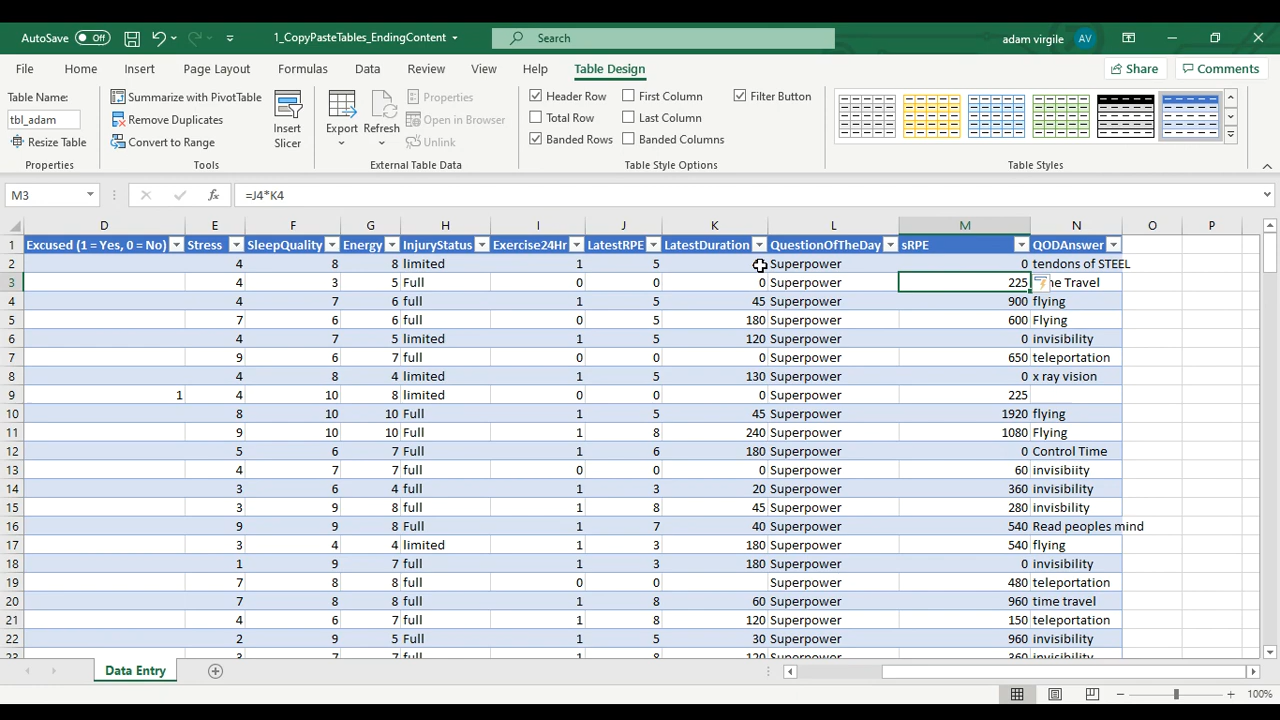 AutoSave Off 1_CopyPasteTables_EndingContent Search adam virgile AV
File Home Insert Page Layout Formulas Data Review View Help Table Design Share Comments
Table Name: Summarize with PivotTable Properties Header Row First Column Filter Button
tbl_adam Remove Duplicates Insert Slicer Export Refresh Open in Browser Total Row Last Column
Resize Table Convert to Range Unlink Banded Rows Banded Columns
Properties Tools External Table Data Table Style Options Table Styles
M3 fx =J4*K4
D E F G H I J K L M N O P
1 Excused (1 = Yes, 0 = No) Stress SleepQuality Energy InjuryStatus Exercise24Hr LatestRPE LatestDuration QuestionOfTheDay sRPE QODAnswer
2 4 8 8 limited 1 5 Superpower 0 tendons of STEEL
3 4 3 5 Full 0 0 0 Superpower 225 Travel
4 4 7 6 full 1 5 45 Superpower 900 flying
5 7 6 6 full 0 5 180 Superpower 600 Flying
6 4 7 5 limited 1 5 120 Superpower 0 invisibility
7 9 6 7 full 0 0 0 Superpower 650 teleportation
8 4 8 4 limited 1 5 130 Superpower 0 x ray vision
9 1 4 10 8 limited 0 0 0 Superpower 225
10 8 10 10 Full 1 5 45 Superpower 1920 flying
11 9 10 10 Full 1 8 240 Superpower 1080 Flying
12 5 6 7 Full 1 6 180 Superpower 0 Control Time
13 4 7 7 full 0 0 0 Superpower 60 invisibiity
14 3 6 4 full 1 3 20 Superpower 360 invisibility
15 3 9 8 full 1 8 45 Superpower 280 invisbility
16 9 9 8 Full 1 7 40 Superpower 540 Read peoples mind
17 3 4 4 limited 1 3 180 Superpower 540 flying
18 1 9 7 full 1 3 180 Superpower 0 invisibility
19 7 8 8 full 0 0 Superpower 480 teleportation
20 7 8 8 full 1 8 60 Superpower 960 time travel
21 4 6 7 full 1 8 120 Superpower 150 teleportation
22 2 9 5 Full 1 5 30 Superpower 960 invisibility
23 3 7 7 full 1 8 120 Superpower 360 invisibility
Data Entry
100%